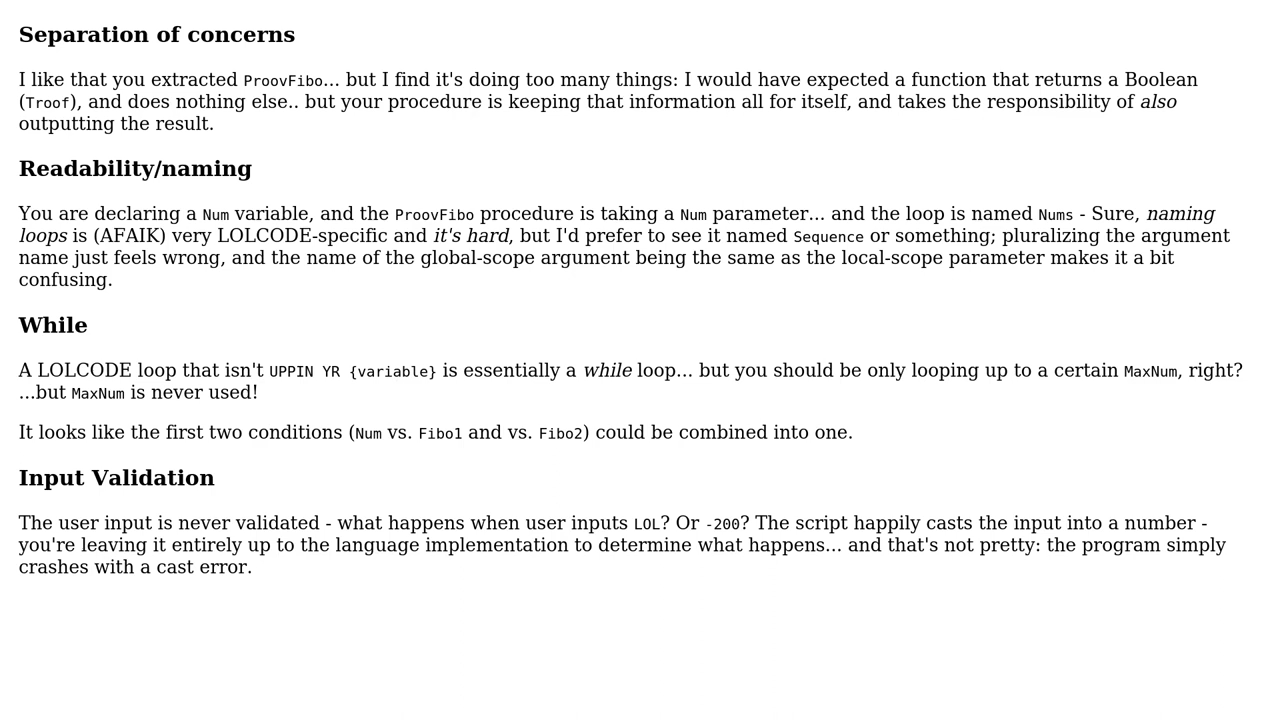 Separation of concerns
I like that you extracted ProovFibo... but I find it's doing too many things: I would have expected a function that returns a Boolean
(Troof), and does nothing else.. but your procedure is keeping that information all for itself, and takes the responsibility of also
outputting the result.
Readability/naming
You are declaring a Num variable, and the ProovFibo procedure is taking a Num parameter... and the loop is named Nums - Sure, naming
loops is (AFAIK) very LOLCODE-specific and it's hard, but I'd prefer to see it named Sequence or something; pluralizing the argument
name just feels wrong, and the name of the global-scope argument being the same as the local-scope parameter makes it a bit
confusing.
While
A LOLCODE loop that isn't UPPIN YR {variable} is essentially a while loop... but you should be only looping up to a certain MaxNum, right?
...but MaxNum is never used!
It looks like the first two conditions (Num vs. Fibo1 and vs. Fibo2) could be combined into one.
Input Validation
The user input is never validated - what happens when user inputs LOL? Or -200? The script happily casts the input into a number -
you're leaving it entirely up to the language implementation to determine what happens... and that's not pretty: the program simply
crashes with a cast error.